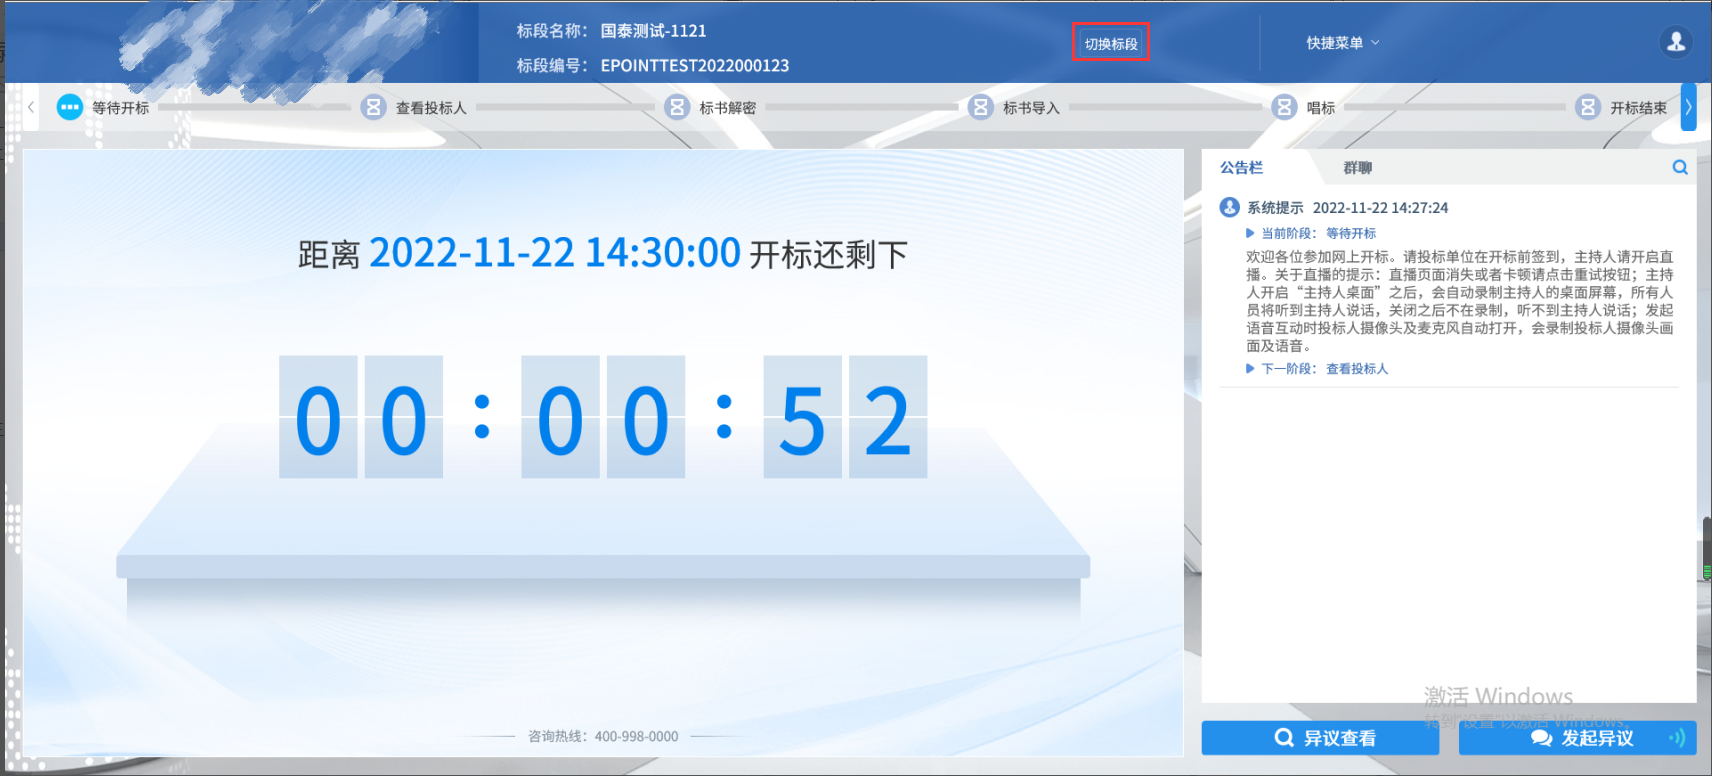 标段名称： 国泰测试-1121
切换标段
快捷菜单
标段编号： EPOINTTEST2022000123
等待开标
查看投标人
标书解密
标书导入
唱标
开标结束
公告栏
群聊
系统提示 2022-11-22 14:27:24
当前阶段： 等待开标
欢迎各位参加网上开标。请投标单位在开标前签到，主持人请开启直
播。关于直播的提示：直播页面消失或者卡顿请点击重试按钮；主持
人开启“主持人桌面”之后，会自动录制主持人的桌面屏幕，所有人
员将听到主持人说话，关闭之后不在录制，听不到主持人说话；发起
语音互动时投标人摄像头及麦克风自动打开，会录制投标人摄像头画
面及语音。
下一阶段： 查看投标人
距离 2022-11-22 14:30:00 开标还剩下
00:00:52
咨询热线：400-998-0000
激活 Windows
转到“设置”以激活 Windows。
异议查看
发起异议